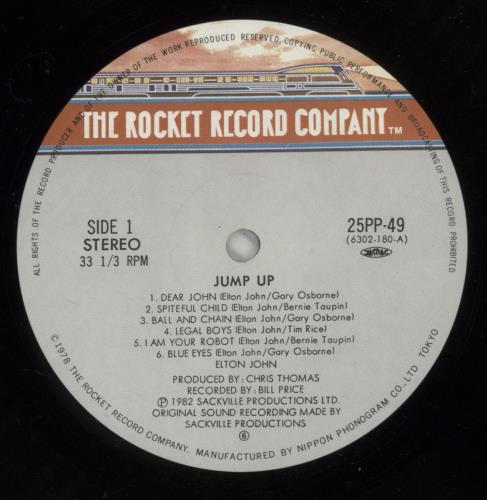 ALL RIGHTS OF THE RECORD PRODUCER AND OF THE OWNER OF THE WORK REPRODUCED RESERVED. COPYING, PUBLIC PERFORMANCE AND BROADCASTING OF THIS RECORD PROHIBITED
THE ROCKET RECORD COMPANY TM
SIDE 1
STEREO
33 1/3 RPM
25PP-49
(6302-180-A)
JUMP UP
1. DEAR JOHN (Elton John/Gary Osborne)
2. SPITEFUL CHILD (Elton John/Bernie Taupin)
3. BALL AND CHAIN (Elton John/Gary Osborne)
4. LEGAL BOYS (Elton John/Tim Rice)
5. I AM YOUR ROBOT (Elton John/Bernie Taupin)
6. BLUE EYES (Elton John/Gary Osborne)
ELTON JOHN
PRODUCED BY: CHRIS THOMAS
RECORDED BY: BILL PRICE
Ⓟ 1982 SACKVILLE PRODUCTIONS LTD.
ORIGINAL SOUND RECORDING MADE BY
SACKVILLE PRODUCTIONS
⑥
©1978 THE ROCKET RECORD COMPANY. MANUFACTURED BY NIPPON PHONOGRAM CO., LTD. TOKYO